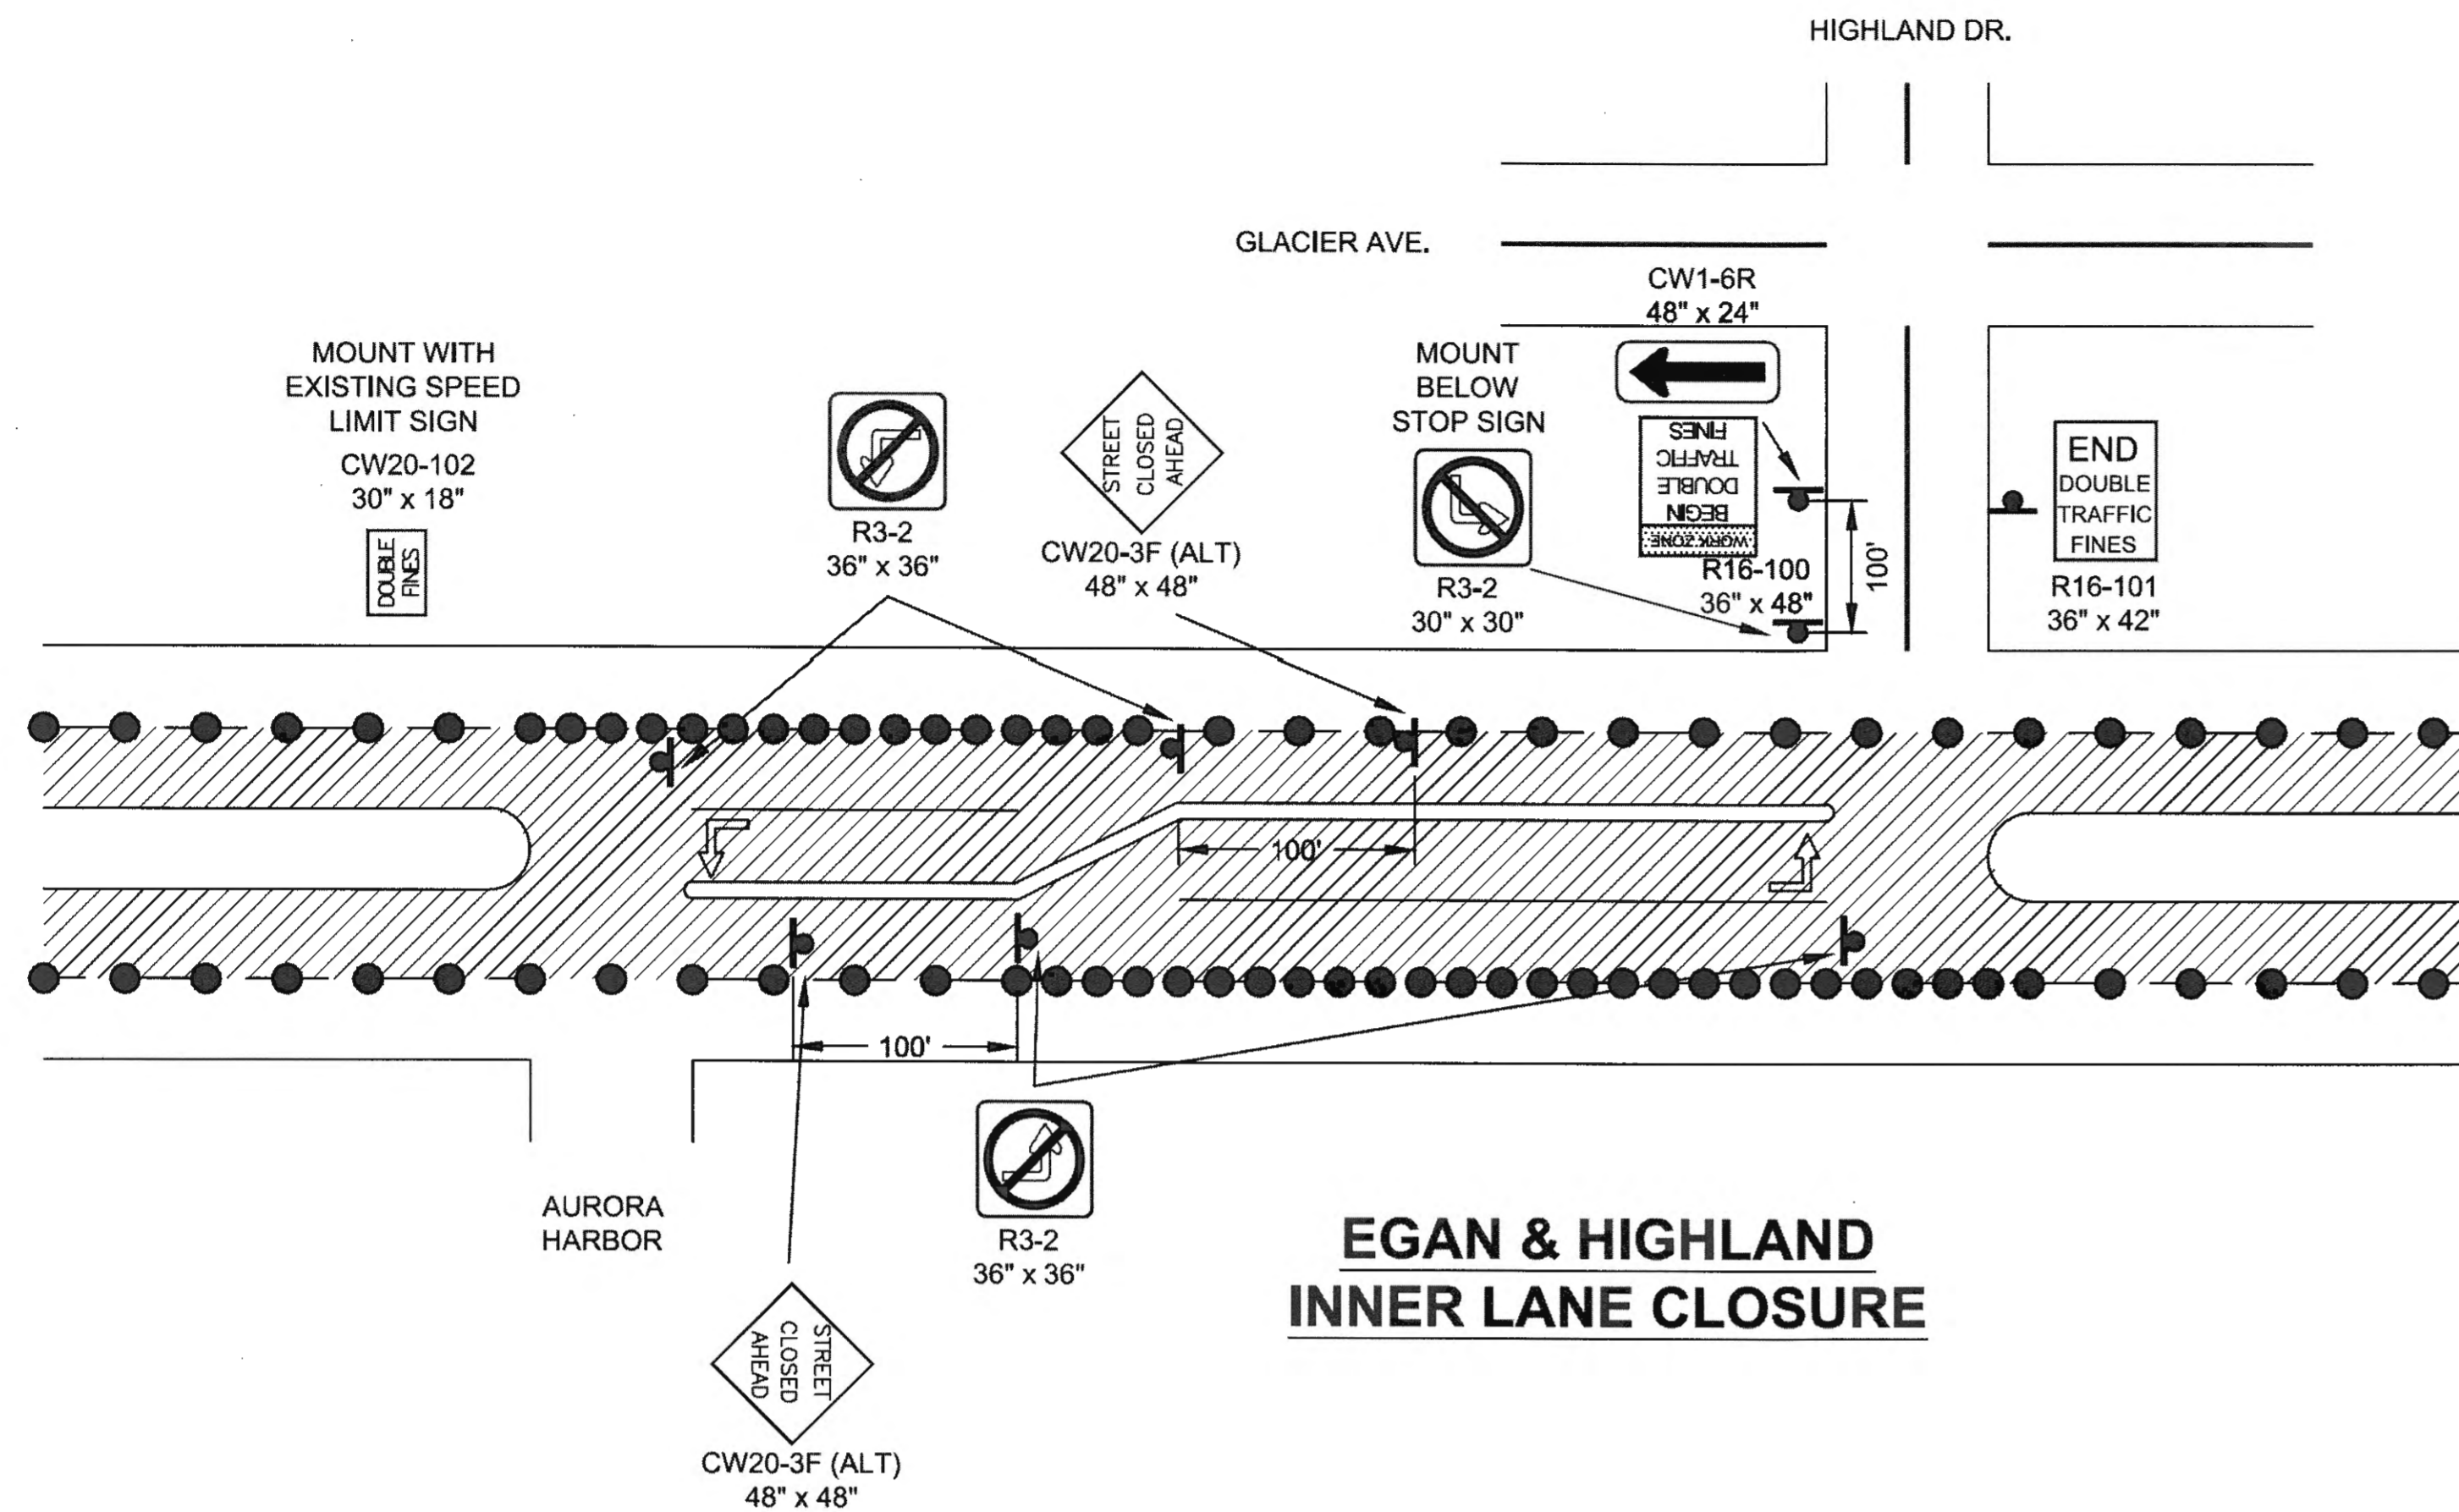 HIGHLAND DR.
GLACIER AVE.
MOUNT WITH
EXISTING SPEED
LIMIT SIGN
CW20-102
30" x 18"
DOUBLE
FINES
R3-2
36" x 36"
STREET
CLOSED
AHEAD
CW20-3F (ALT)
48" x 48"
MOUNT
BELOW
STOP SIGN
R3-2
30" x 30"
CW1-6R
48" x 24"
WORK ZONE
BEGIN
DOUBLE
TRAFFIC
FINES
R16-100
36" x 48"
100'
END
DOUBLE
TRAFFIC
FINES
R16-101
36" x 42"
100'
100'
AURORA
HARBOR
R3-2
36" x 36"
STREET
CLOSED
AHEAD
CW20-3F (ALT)
48" x 48"
EGAN & HIGHLAND
INNER LANE CLOSURE